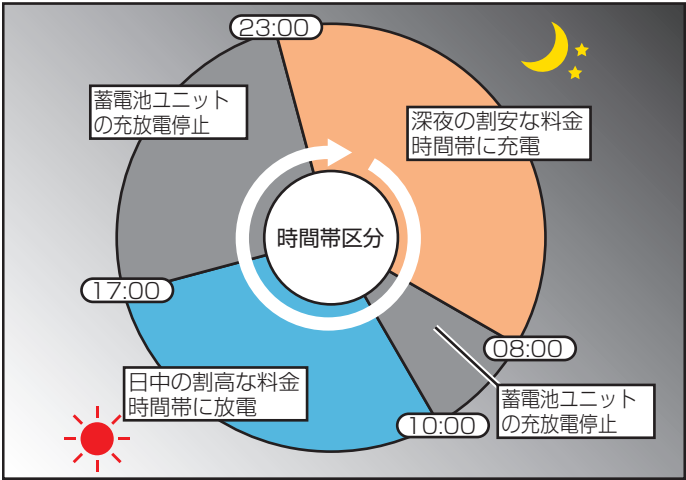 23:00
蓄電池ユニット
の充放電停止
深夜の割安な料金
時間帯に充電
時間帯区分
17:00
08:00
日中の割高な料金
時間帯に放電
蓄電池ユニット
の充放電停止
10:00